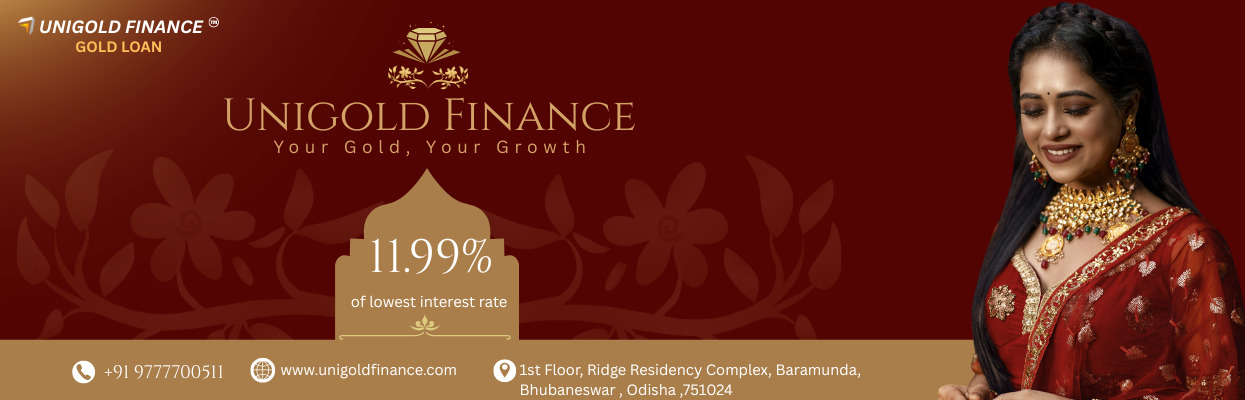 UNIGOLD FINANCE ™
GOLD LOAN
UNIGOLD FINANCE
Your Gold, Your Growth
11.99%
of lowest interest rate
+91 9777700511
www.unigoldfinance.com
1st Floor, Ridge Residency Complex, Baramunda,
Bhubaneswar , Odisha ,751024